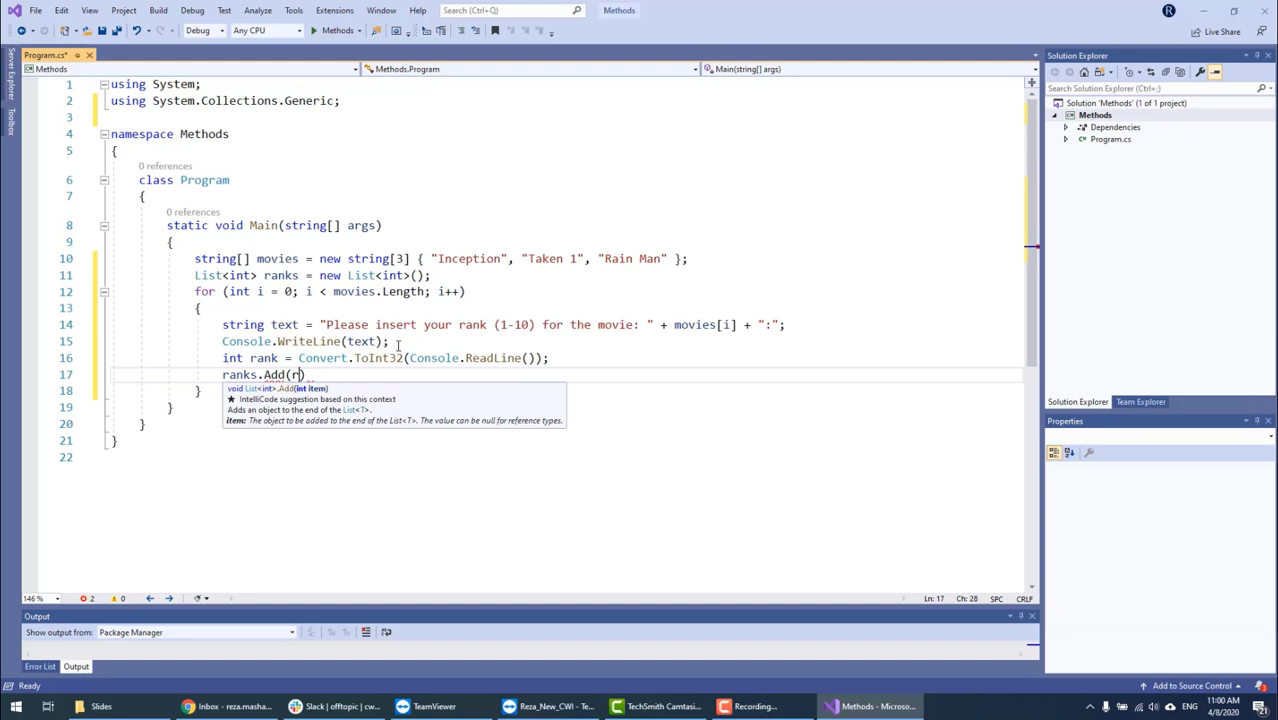 File Edit View Project Build Debug Test Analyze Tools Extensions Window Help Search (Ctrl+Q) Methods R
Debug Any CPU Methods Live Share
Server Explorer
Toolbox
Program.cs*
Methods Methods.Program Main(string[] args)
1 using System;
2 using System.Collections.Generic;
3
4 namespace Methods
5 {
0 references
6 class Program
7 {
0 references
8 static void Main(string[] args)
9 {
10 string[] movies = new string[3] { "Inception", "Taken 1", "Rain Man" };
11 List<int> ranks = new List<int>();
12 for (int i = 0; i < movies.Length; i++)
13 {
14 string text = "Please insert your rank (1-10) for the movie: " + movies[i] + ":";
15 Console.WriteLine(text);
16 int rank = Convert.ToInt32(Console.ReadLine());
17 ranks.Add(r)
18 }
19 }
20 }
21 }
22
void List<int>.Add(int item)
★ IntelliCode suggestion based on this context
Adds an object to the end of the List<T>.
item: The object to be added to the end of the List<T>. The value can be null for reference types.
146 % 2 0 Ln: 17 Ch: 28 SPC CRLF
Output
Show output from: Package Manager
Error List Output
Solution Explorer
Search Solution Explorer (Ctrl+;)
Solution 'Methods' (1 of 1 project)
Methods
Dependencies
Program.cs
Solution Explorer Team Explorer
Properties
Ready Add to Source Control 3
Slides Inbox - reza.masha... Slack | offtopic | cw... TeamViewer Reza_New_CWI - Te... TechSmith Camtasi... Recording... Methods - Microso... ENG 11:00 AM 4/8/2020 21